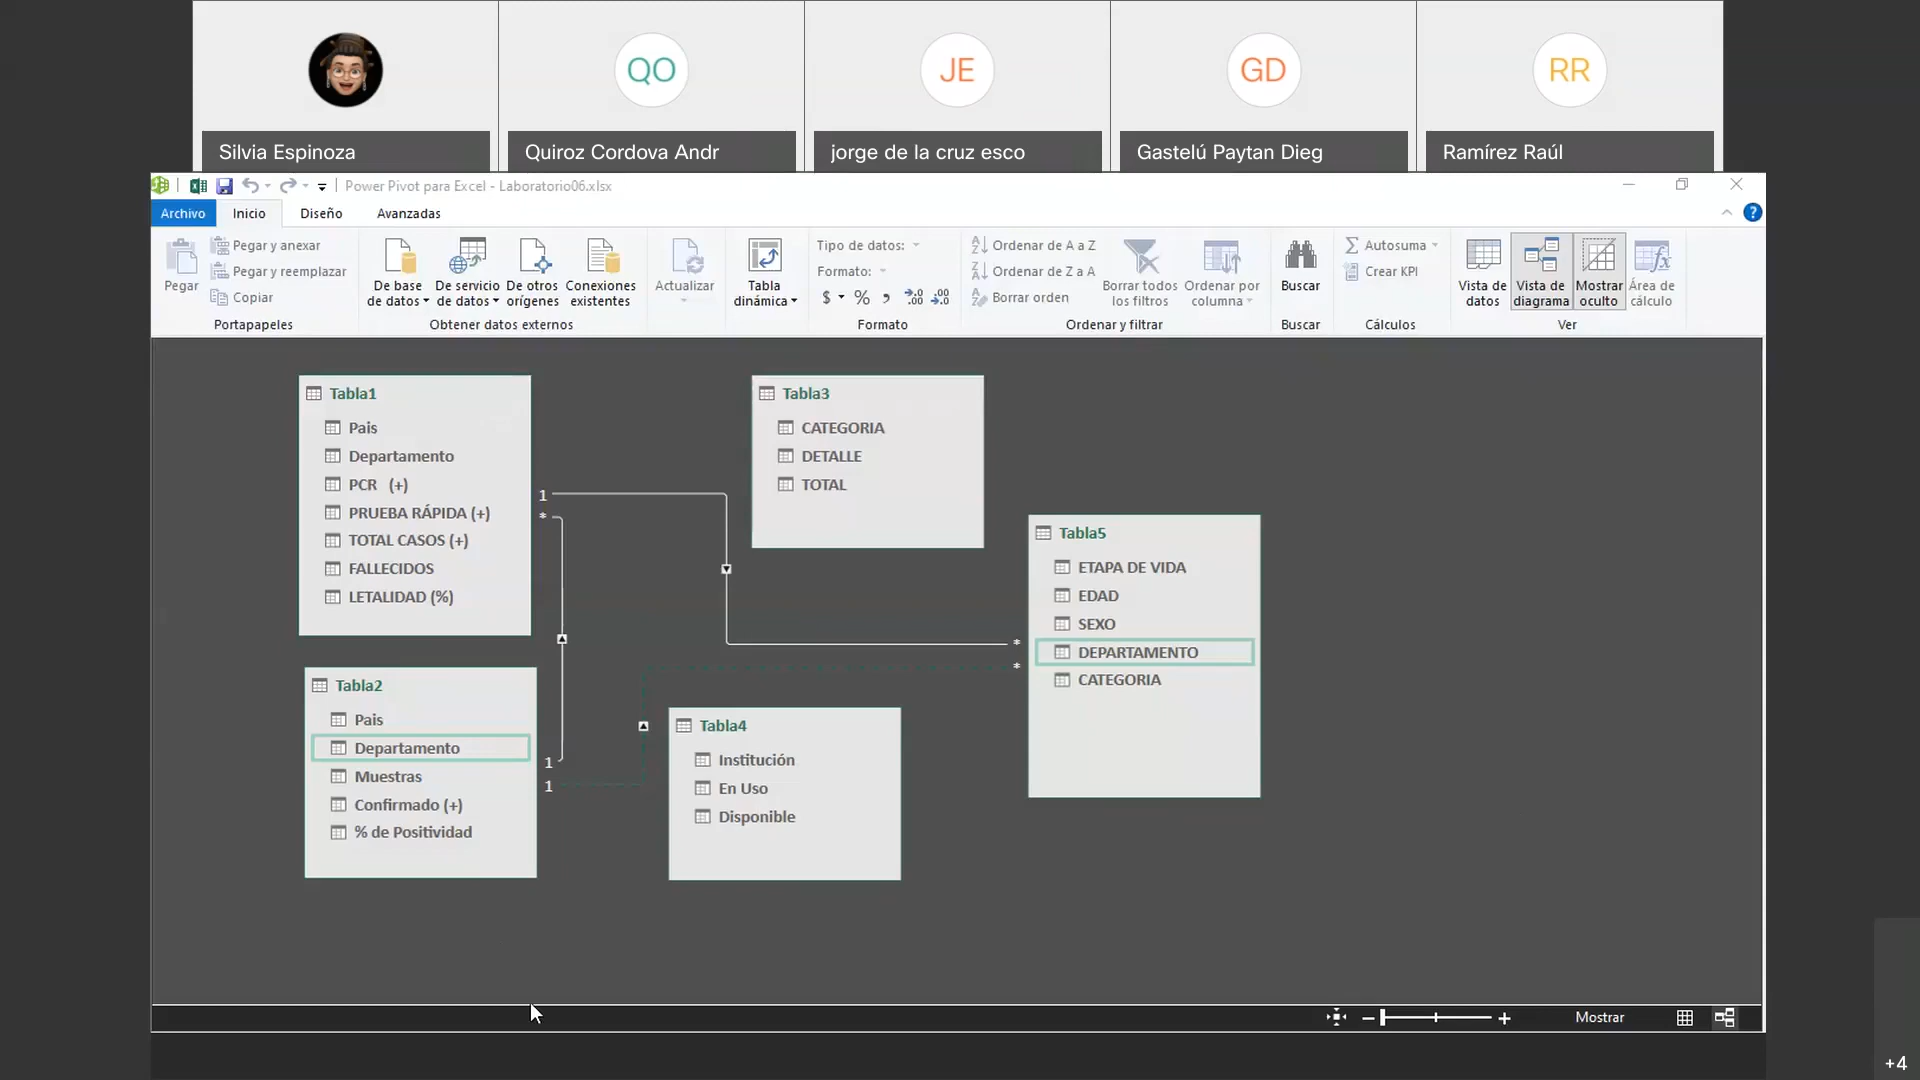 QO
JE
GD
RR
Silvia Espinoza
Quiroz Cordova Andr
jorge de la cruz esco
Gastelú Paytan Dieg
Ramírez Raúl
Power Pivot para Excel - Laboratorio06.xlsx
Archivo
Inicio
Diseño
Avanzadas
Pegar
Pegar y anexar
Pegar y reemplazar
Copiar
Portapapeles
De base de datos
De servicio de datos
De otros orígenes
Conexiones existentes
Obtener datos externos
Actualizar
Tabla dinámica
Tipo de datos:
Formato:
$ % ,
Formato
Ordenar de A a Z
Ordenar de Z a A
Borrar orden
Borrar todos los filtros
Ordenar por columna
Ordenar y filtrar
Buscar
Buscar
Autosuma
Crear KPI
Cálculos
Vista de datos
Vista de diagrama
Mostrar oculto
Área de cálculo
Ver
Tabla1
Pais
Departamento
PCR (+)
PRUEBA RÁPIDA (+)
TOTAL CASOS (+)
FALLECIDOS
LETALIDAD (%)
1
*
Tabla3
CATEGORIA
DETALLE
TOTAL
Tabla5
ETAPA DE VIDA
EDAD
SEXO
DEPARTAMENTO
CATEGORIA
*
*
Tabla2
Pais
Departamento
Muestras
Confirmado (+)
% de Positividad
1
1
Tabla4
Institución
En Uso
Disponible
Mostrar
+4